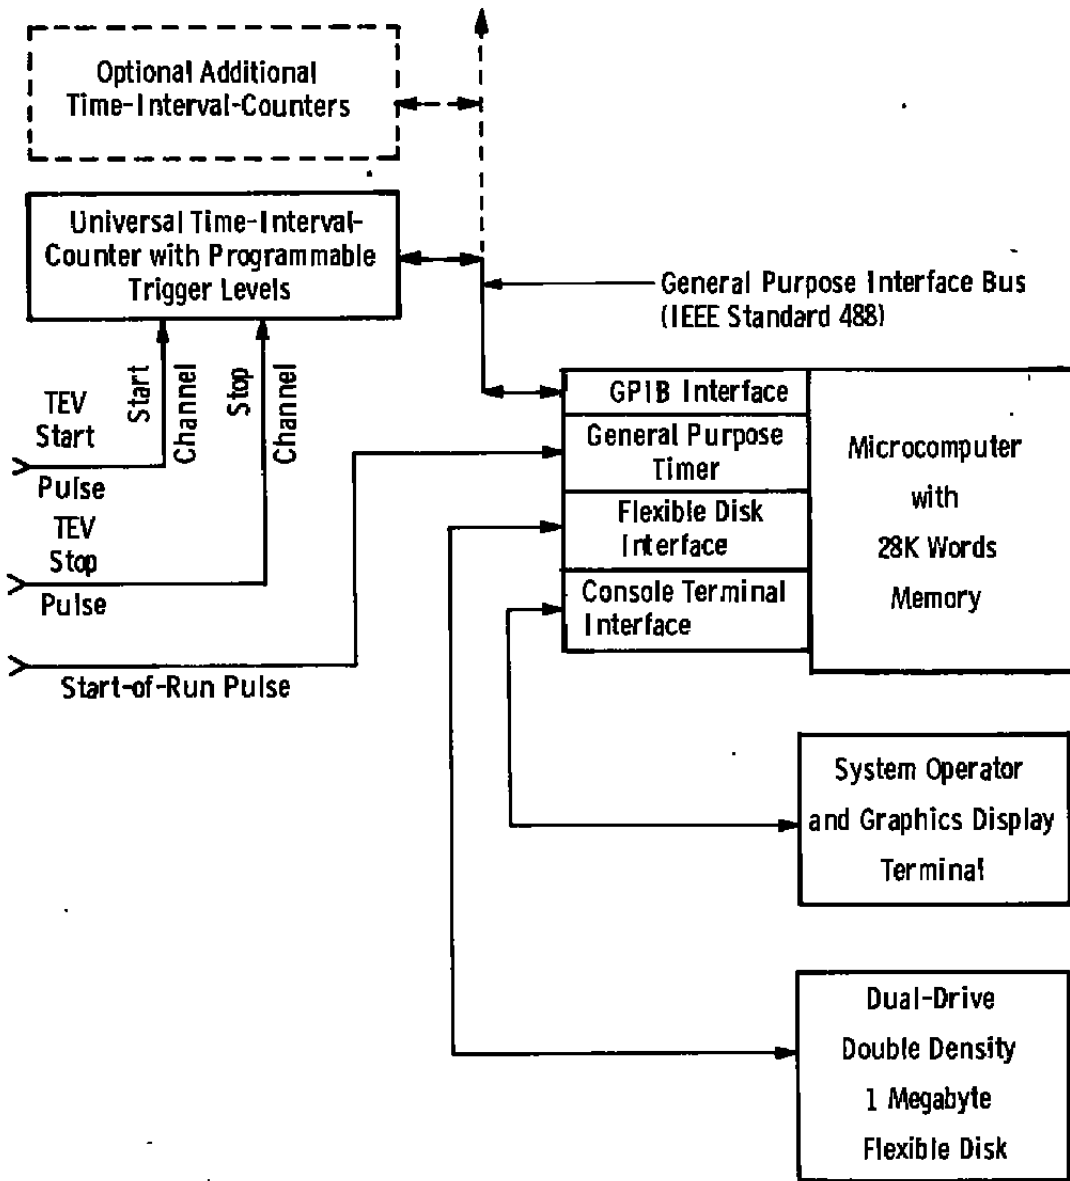 Optional Additional
Time-Interval-Counters
Universal Time-Interval-
Counter with Programmable
Trigger Levels
General Purpose Interface Bus
(IEEE Standard 488)
Start
Channel
Stop
Channel
TEV
Start
Pulse
TEV
Stop
Pulse
Start-of-Run Pulse
GPIB Interface
General Purpose
Timer
Flexible Disk
Interface
Console Terminal
Interface
Microcomputer
with
28K Words
Memory
System Operator
and Graphics Display
Terminal
Dual-Drive
Double Density
1 Megabyte
Flexible Disk